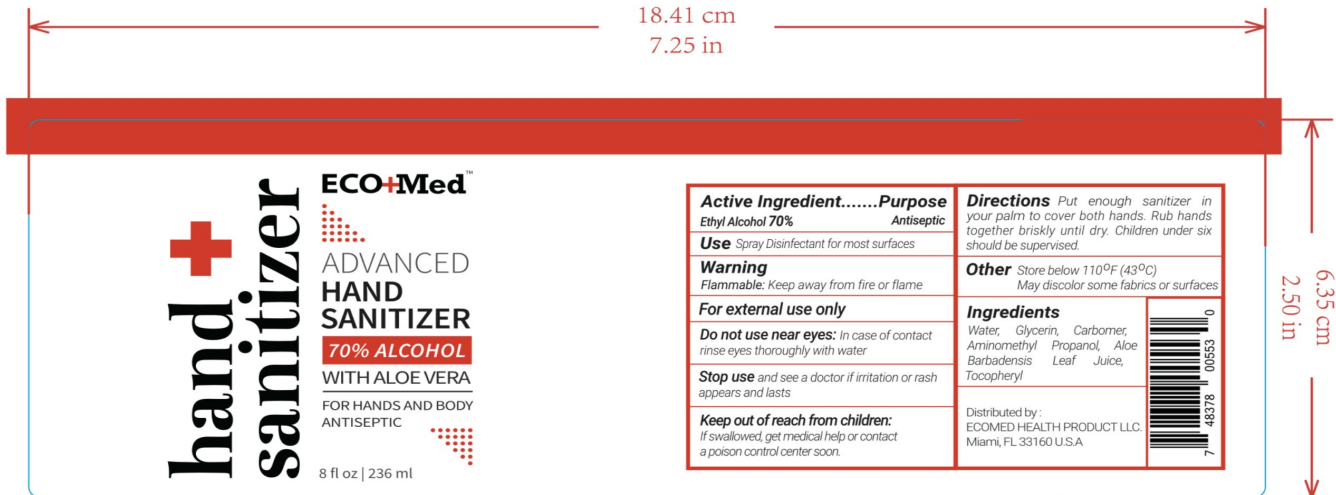 18.41 cm
7.25 in
hand
sanitizer
ECO+Med™
ADVANCED
HAND
SANITIZER
70% ALCOHOL
WITH ALOE VERA
FOR HANDS AND BODY
ANTISEPTIC
8 fl oz | 236 ml
Active Ingredient.......Purpose
Ethyl Alcohol 70% Antiseptic
Use Spray Disinfectant for most surfaces
Warning
Flammable: Keep away from fire or flame
For external use only
Do not use near eyes: In case of contact
rinse eyes thoroughly with water
Stop use and see a doctor if irritation or rash
appears and lasts
Keep out of reach from children:
If swallowed, get medical help or contact
a poison control center soon.
Directions Put enough sanitizer in
your palm to cover both hands. Rub hands
together briskly until dry. Children under six
should be supervised.
Other Store below 110°F (43°C)
May discolor some fabrics or surfaces
Ingredients
Water, Glycerin, Carbomer,
Aminomethyl Propanol, Aloe
Barbadensis Leaf Juice,
Tocopheryl
Distributed by :
ECOMED HEALTH PRODUCT LLC.
Miami, FL 33160 U.S.A
7 48378 00553 0
6.35 cm
2.50 in